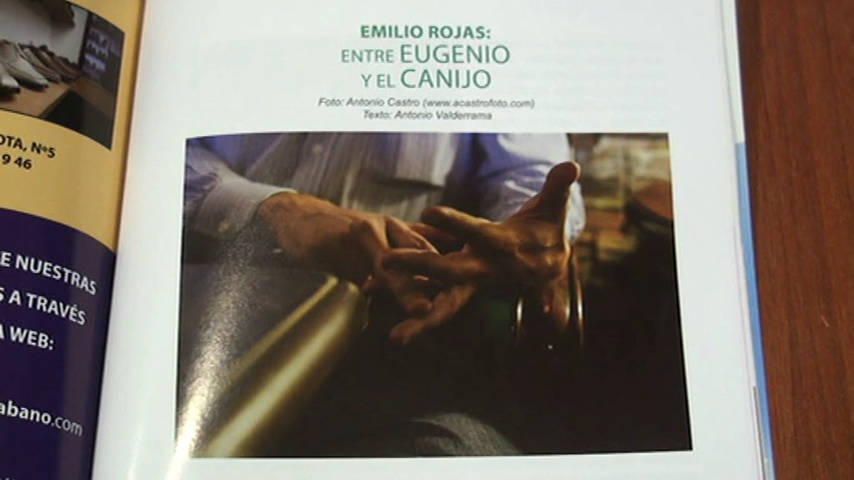 OTA, Nº5
9 46
E NUESTRAS
S A TRAVÉS
A WEB:
abano.com
EMILIO ROJAS:
ENTRE EUGENIO
Y EL CANIJO
Foto: Antonio Castro (www.acastrofoto.com)
Texto: Antonio Valderrama